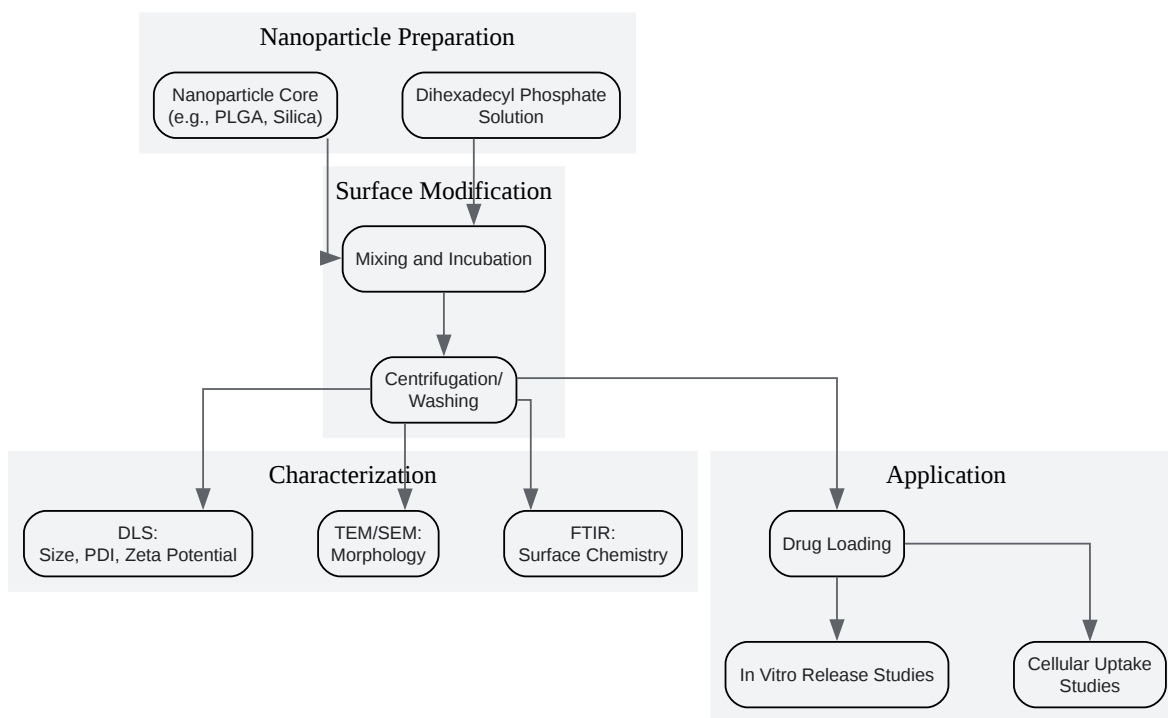 Nanoparticle Preparation
Nanoparticle Core
(e.g., PLGA, Silica)
Dihexadecyl Phosphate
Solution
Surface Modification
Mixing and Incubation
Centrifugation/
Washing
Characterization
DLS:
Size, PDI, Zeta Potential
TEM/SEM:
Morphology
FTIR:
Surface Chemistry
Application
Drug Loading
In Vitro Release Studies
Cellular Uptake
Studies